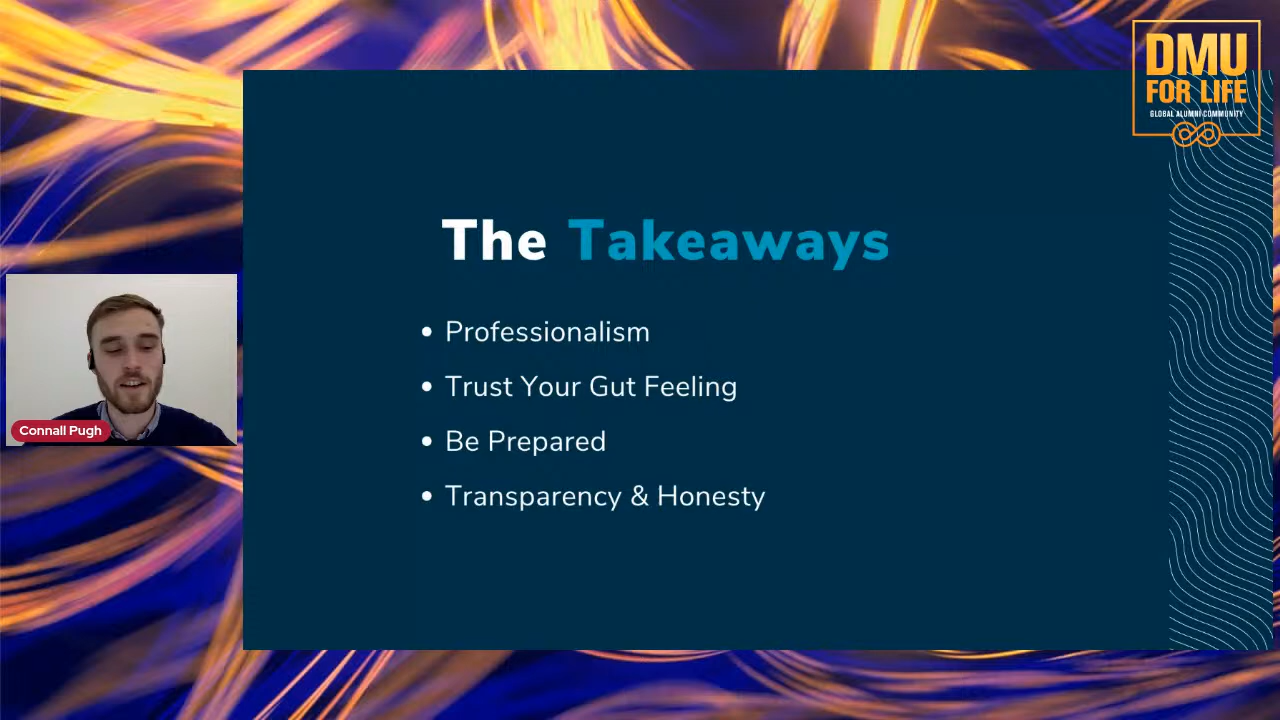 DMU
FOR LIFE
GLOBAL ALUMNI COMMUNITY
The Takeaways
• Professionalism
• Trust Your Gut Feeling
• Be Prepared
• Transparency & Honesty
Connall Pugh